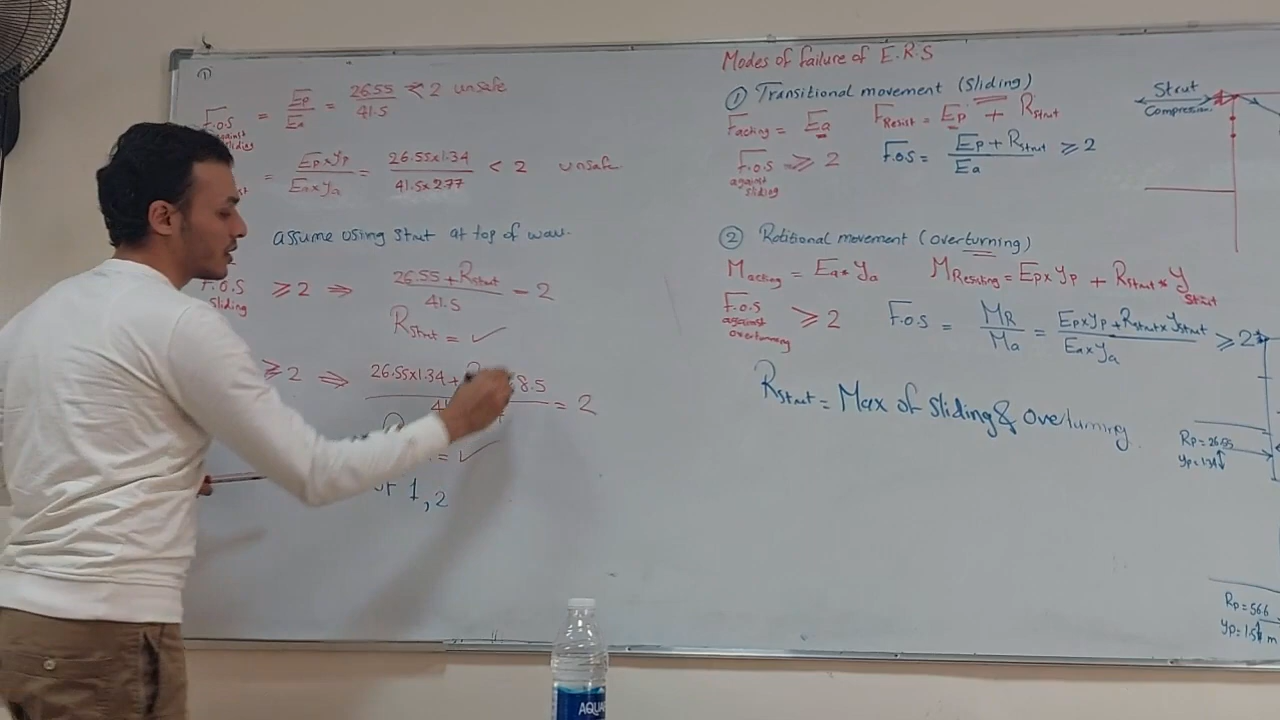 ①
F.O.S against sliding = Ep/Ea = 26.55/41.5 < 2 unsafe
= Ep×yp/Ea×ya = 26.55×1.34/41.5×2.77 < 2 unsafe
assume using strut at top of wall.
F.O.S sliding ≥ 2 ⇒ 26.55 + Rstrut/41.5 = 2
Rstrut = ✓
≥ 2 ⇒ 26.55×1.34 + 8.5 = 2
= ✓
of 1,2
Modes of failure of E.R.S
① Transitional movement (sliding)
Facting = Ea FResist = Ep + Rstrut
F.O.S against sliding ≥ 2 F.O.S = Ep + Rstrut/Ea ≥ 2
② Rotitional movement (overturning)
Macting = Ea×ya MResisting = Ep×yp + Rstrut×ystrut
F.O.S against overturning ≥ 2 F.O.S = MR/Ma = Ep×yp + Rstrut×ystrut/Ea×ya ≥ 2
Rstrut = Max of sliding & overturning
Strut
Compression
Rp = 26.55
yp = 1.34
Rp = 566
AQUA